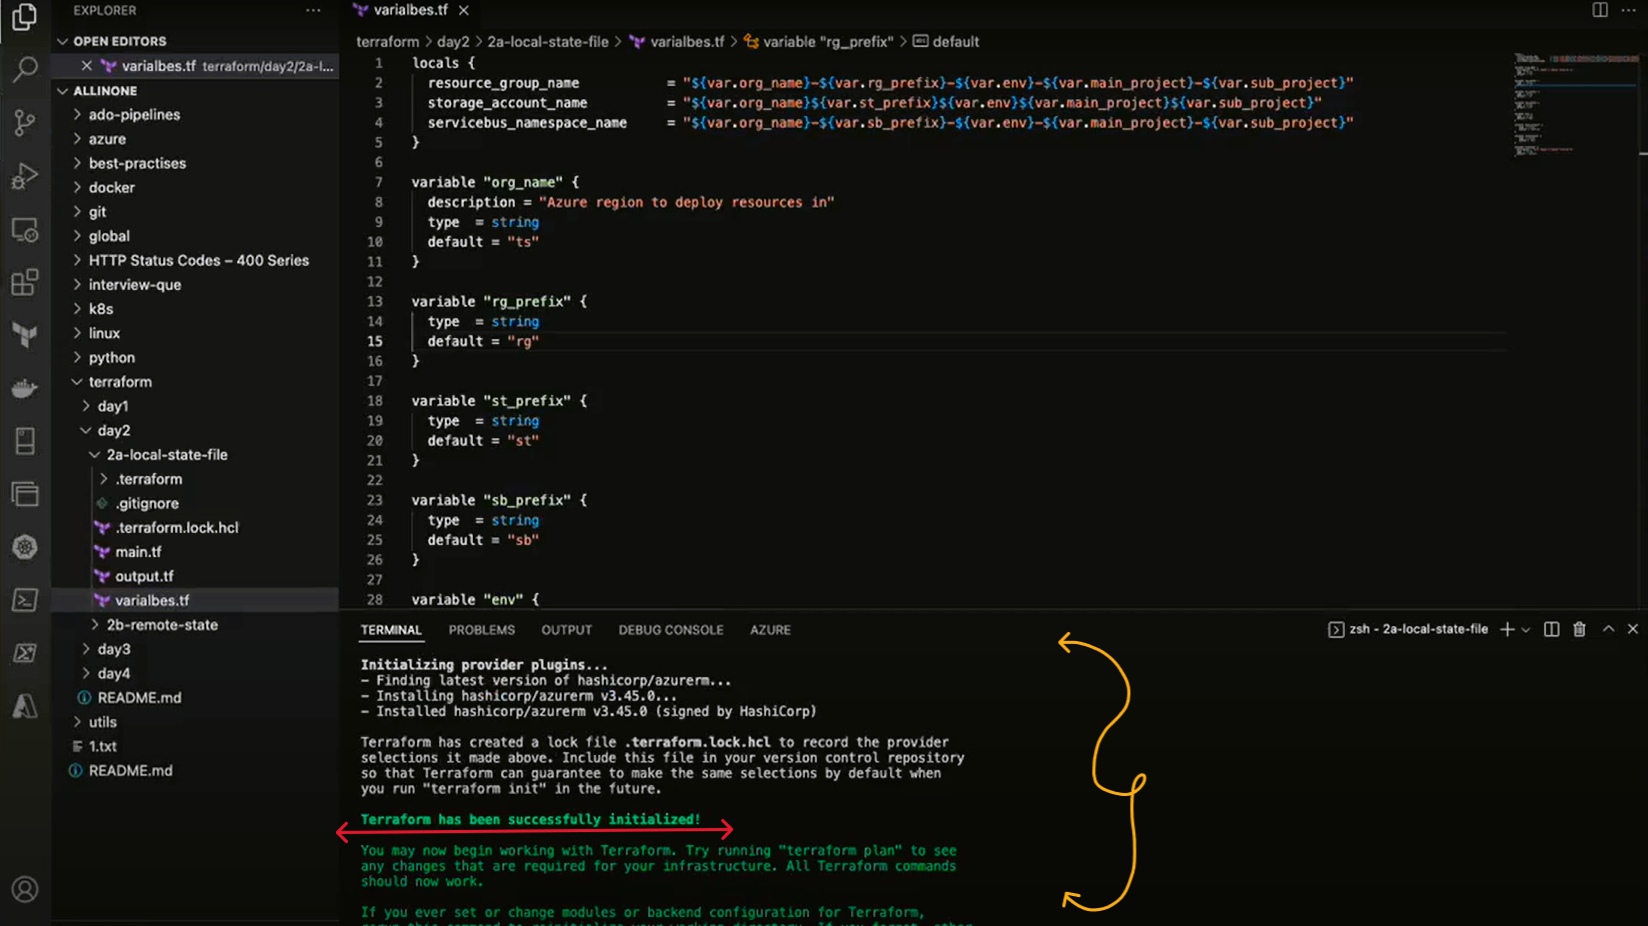 EXPLORER
OPEN EDITORS
varialbes.tf terraform/day2/2a-l...
ALLINONE
ado-pipelines
azure
best-practises
docker
git
global
HTTP Status Codes – 400 Series
interview-que
k8s
linux
python
terraform
day1
day2
2a-local-state-file
.terraform
.gitignore
.terraform.lock.hcl
main.tf
output.tf
varialbes.tf
2b-remote-state
day3
day4
README.md
utils
1.txt
README.md
varialbes.tf
terraform > day2 > 2a-local-state-file > varialbes.tf > variable "rg_prefix" > default
1 locals {
2 resource_group_name = "${var.org_name}-${var.rg_prefix}-${var.env}-${var.main_project}-${var.sub_project}"
3 storage_account_name = "${var.org_name}${var.st_prefix}${var.env}${var.main_project}${var.sub_project}"
4 servicebus_namespace_name = "${var.org_name}-${var.sb_prefix}-${var.env}-${var.main_project}-${var.sub_project}"
5 }
6
7 variable "org_name" {
8 description = "Azure region to deploy resources in"
9 type = string
10 default = "ts"
11 }
12
13 variable "rg_prefix" {
14 type = string
15 default = "rg"
16 }
17
18 variable "st_prefix" {
19 type = string
20 default = "st"
21 }
22
23 variable "sb_prefix" {
24 type = string
25 default = "sb"
26 }
27
28 variable "env" {
TERMINAL PROBLEMS OUTPUT DEBUG CONSOLE AZURE
zsh - 2a-local-state-file
Initializing provider plugins...
- Finding latest version of hashicorp/azurerm...
- Installing hashicorp/azurerm v3.45.0...
- Installed hashicorp/azurerm v3.45.0 (signed by HashiCorp)
Terraform has created a lock file .terraform.lock.hcl to record the provider
selections it made above. Include this file in your version control repository
so that Terraform can guarantee to make the same selections by default when
you run "terraform init" in the future.
Terraform has been successfully initialized!
You may now begin working with Terraform. Try running "terraform plan" to see
any changes that are required for your infrastructure. All Terraform commands
should now work.
If you ever set or change modules or backend configuration for Terraform,